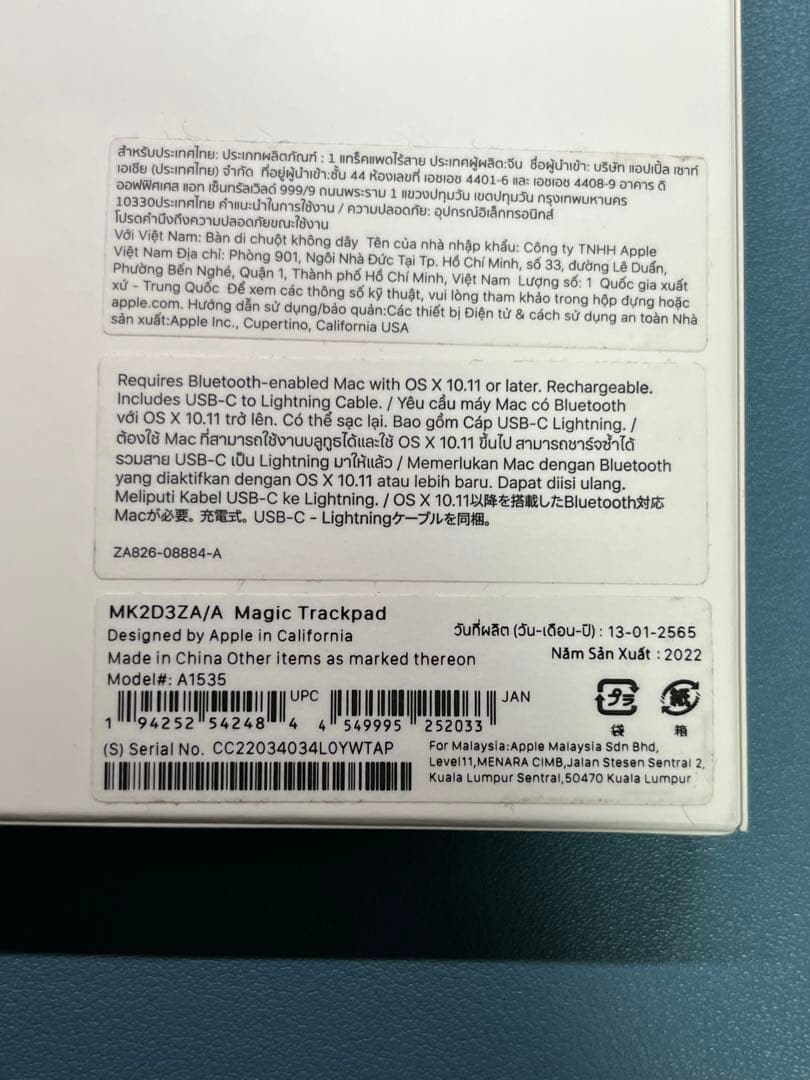 สำหรับประเทศไทย: ประเภทผลิตภัณฑ์ : 1 แทร็คแพดไร้สาย ประเทศผู้ผลิต:จีน ชื่อผู้นำเข้า: บริษัท แอปเปิ้ล เซาท์
เอเชีย (ประเทศไทย) จำกัด ที่อยู่ผู้นำเข้า:ชั้น 44 ห้องเลขที่ เอชเอช 4401-6 และ เอชเอช 4408-9 อาคาร ดิ
ออฟฟิศเศส แอท เซ็นทรัลเวิลด์ 999/9 ถนนพระราม 1 แขวงปทุมวัน เขตปทุมวัน กรุงเทพมหานคร
10330ประเทศไทย คำแนะนำในการใช้งาน / ความปลอดภัย: อุปกรณ์อิเล็กทรอนิกส์
โปรดคำนึงถึงความปลอดภัยขณะใช้งาน
Với Việt Nam: Bàn di chuột không dây Tên của nhà nhập khẩu: Công ty TNHH Apple
Việt Nam Địa chỉ: Phòng 901, Ngôi Nhà Đức Tại Tp. Hồ Chí Minh, số 33, đường Lê Duẩn,
Phường Bến Nghé, Quận 1, Thành phố Hồ Chí Minh, Việt Nam Lượng số: 1 Quốc gia xuất
xứ - Trung Quốc Để xem các thông số kỹ thuật, vui lòng tham khảo trong hộp đựng hoặc
apple.com. Hướng dẫn sử dụng/bảo quản:Các thiết bị Điện tử & cách sử dụng an toàn Nhà
sản xuất:Apple Inc., Cupertino, California USA
Requires Bluetooth-enabled Mac with OS X 10.11 or later. Rechargeable.
Includes USB-C to Lightning Cable. / Yêu cầu máy Mac có Bluetooth
với OS X 10.11 trở lên. Có thể sạc lại. Bao gồm Cáp USB-C Lightning. /
ต้องใช้ Mac ที่สามารถใช้งานบลูทูธได้และใช้ OS X 10.11 ขึ้นไป สามารถชาร์จซ้ำได้
รวมสาย USB-C เป็น Lightning มาให้แล้ว / Memerlukan Mac dengan Bluetooth
yang diaktifkan dengan OS X 10.11 atau lebih baru. Dapat diisi ulang.
Meliputi Kabel USB-C ke Lightning. / OS X 10.11以降を搭載したBluetooth対応
Macが必要。充電式。USB-C - Lightningケーブルを同梱。
ZA826-08884-A
MK2D3ZA/A Magic Trackpad
Designed by Apple in California
วันที่ผลิต (วัน-เดือน-ปี) : 13-01-2565
Made in China Other items as marked thereon
Năm Sản Xuất : 2022
Model#: A1535
UPC
JAN
プラ
紙
1 94252 54248 4
4 549995 252033
袋
箱
(S) Serial No. CC22034034L0YWTAP
For Malaysia:Apple Malaysia Sdn Bhd,
Level11,MENARA CIMB,Jalan Stesen Sentral 2,
Kuala Lumpur Sentral,50470 Kuala Lumpur